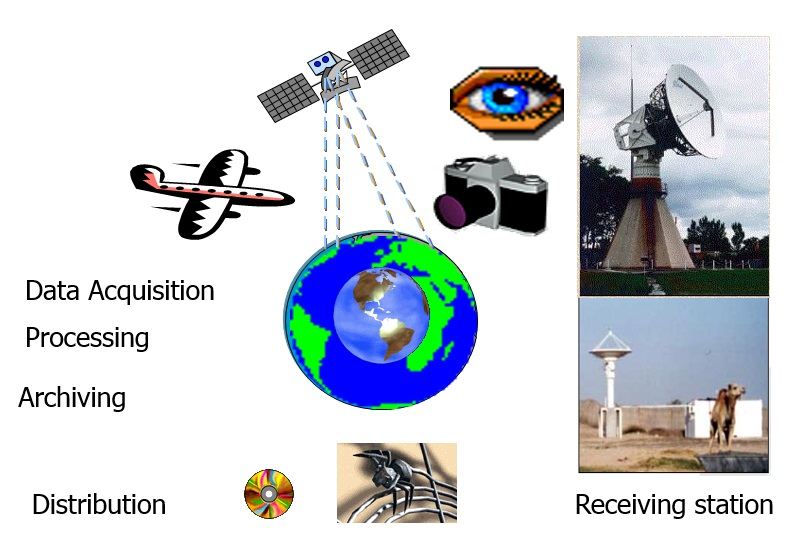 Data Acquisition
Processing
Archiving
Distribution
Receiving station